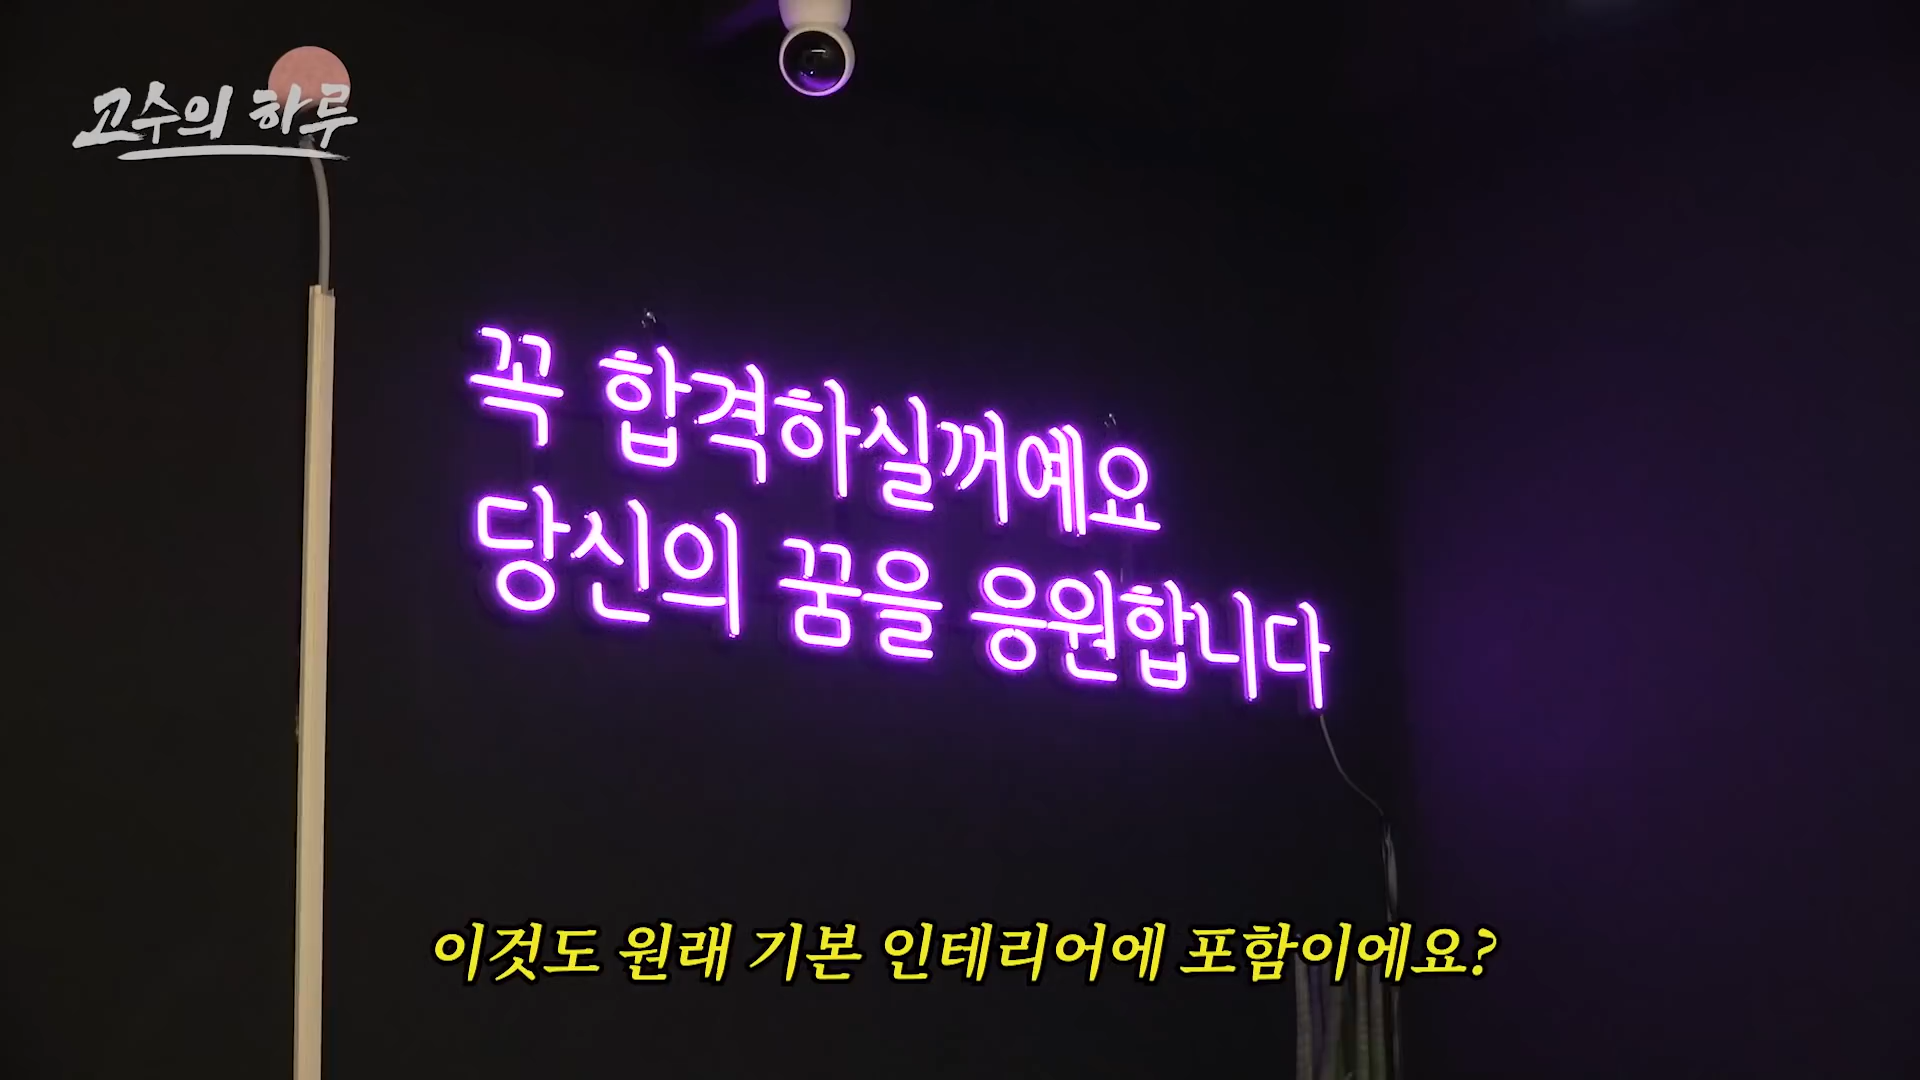 고수의 하루
꼭 합격하실꺼예요
당신의 꿈을 응원합니다
이것도 원래 기본 인테리어에 포함이에요?